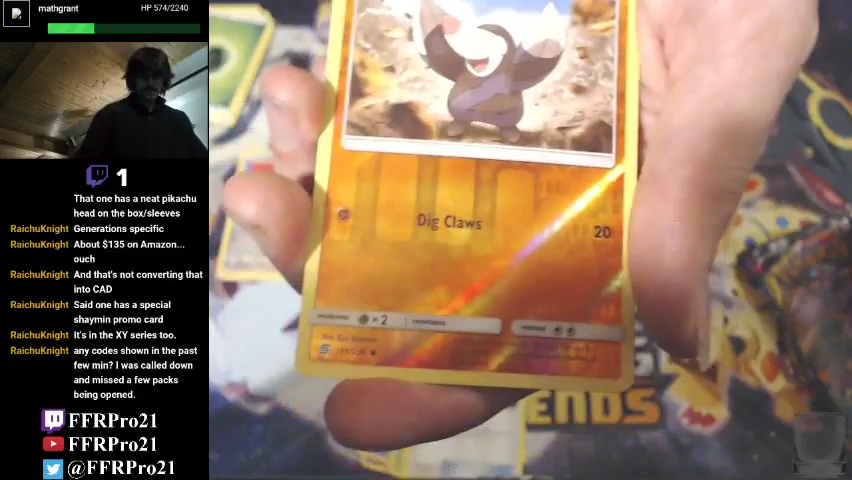 mathgrant
HP 574/2240
1
That one has a neat pikachu
head on the box/sleeves
RaichuKnight Generations specific
RaichuKnight About $135 on Amazon...
ouch
RaichuKnight And that's not converting that
into CAD
RaichuKnight Said one has a special
shaymin promo card
RaichuKnight It's in the XY series too.
RaichuKnight any codes shown in the past
few min? I was called down
and missed a few packs
being opened.
FFRPro21
FFRPro21
@FFRPro21
Dig Claws
20
weakness ×2 resistance retreat
ENDS